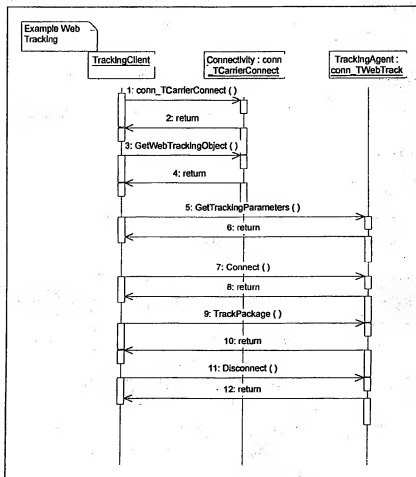 Example Web
Tracking
TrackingClient
Connectivity : conn
_TCarrierConnect
TrackingAgent :
conn_TWebTrack
1: conn_TCarrierConnect ( )
2: return
3: GetWebTrackingObject ( )
4: return
5: GetTrackingParameters ( )
6: return
7: Connect ( )
8: return
9: TrackPackage ( )
10: return
11: Disconnect ( )
12: return